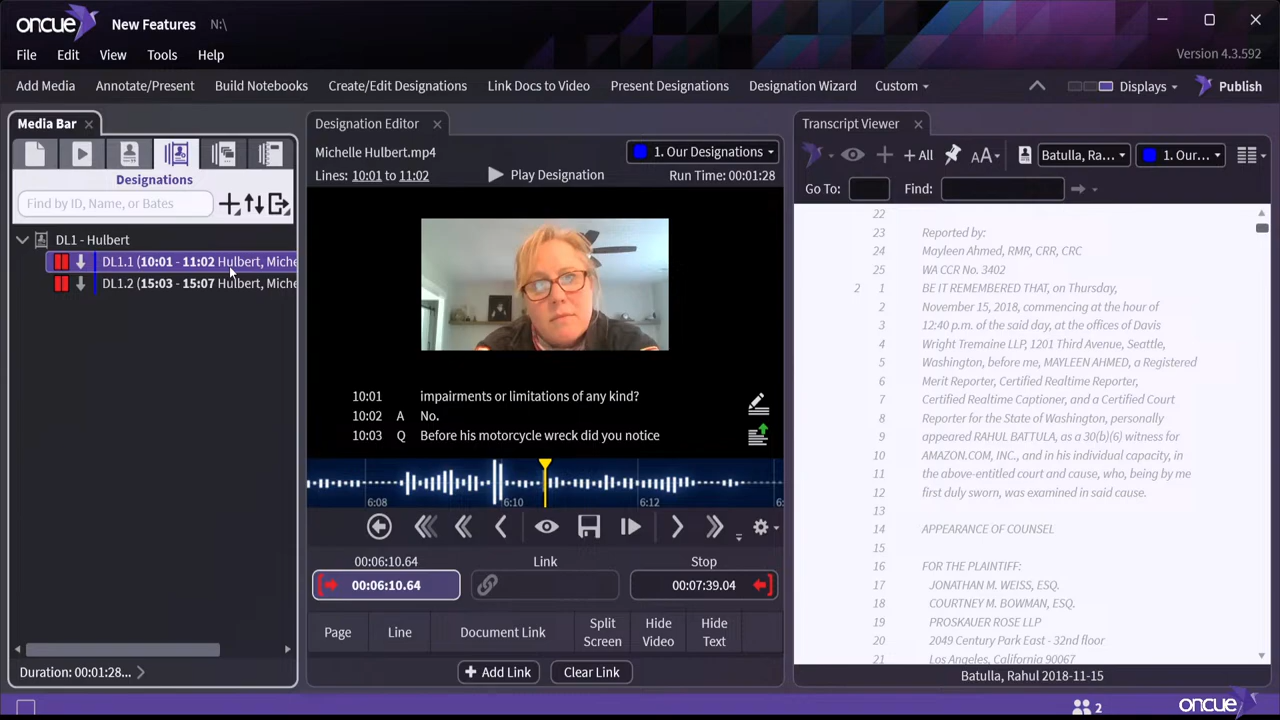 oncue New Features N:\
File Edit View Tools Help Version 4.3.592
Add Media Annotate/Present Build Notebooks Create/Edit Designations Link Docs to Video Present Designations Designation Wizard Custom Displays Publish
Media Bar
Designations
Find by ID, Name, or Bates
DL1 - Hulbert
DL1.1 (10:01 - 11:02 Hulbert, Miche
DL1.2 (15:03 - 15:07 Hulbert, Miche
Duration: 00:01:28...
Designation Editor
Michelle Hulbert.mp4 1. Our Designations
Lines: 10:01 to 11:02 Play Designation Run Time: 00:01:28
10:01 impairments or limitations of any kind?
10:02 A No.
10:03 Q Before his motorcycle wreck did you notice
6:08 6:10 6:12 6:
00:06:10.64 Link Stop
00:06:10.64 00:07:39.04
Page Line Document Link Split Screen Hide Video Hide Text
Add Link Clear Link
Transcript Viewer
+ All AA Batulla, Ra... 1. Our...
Go To: Find:
22
23 Reported by:
24 Mayleen Ahmed, RMR, CRR, CRC
25 WA CCR No. 3402
2 1 BE IT REMEMBERED THAT, on Thursday,
2 November 15, 2018, commencing at the hour of
3 12:40 p.m. of the said day, at the offices of Davis
4 Wright Tremaine LLP, 1201 Third Avenue, Seattle,
5 Washington, before me, MAYLEEN AHMED, a Registered
6 Merit Reporter, Certified Realtime Reporter,
7 Certified Realtime Captioner, and a Certified Court
8 Reporter for the State of Washington, personally
9 appeared RAHUL BATTULA, as a 30(b)(6) witness for
10 AMAZON.COM, INC., and in his individual capacity, in
11 the above-entitled court and cause, who, being by me
12 first duly sworn, was examined in said cause.
13
14 APPEARANCE OF COUNSEL
15
16 FOR THE PLAINTIFF:
17 JONATHAN M. WEISS, ESQ.
18 COURTNEY M. BOWMAN, ESQ.
19 PROSKAUER ROSE LLP
20 2049 Century Park East - 32nd floor
21 Los Angeles, California 90067
Batulla, Rahul 2018-11-15
2 oncue